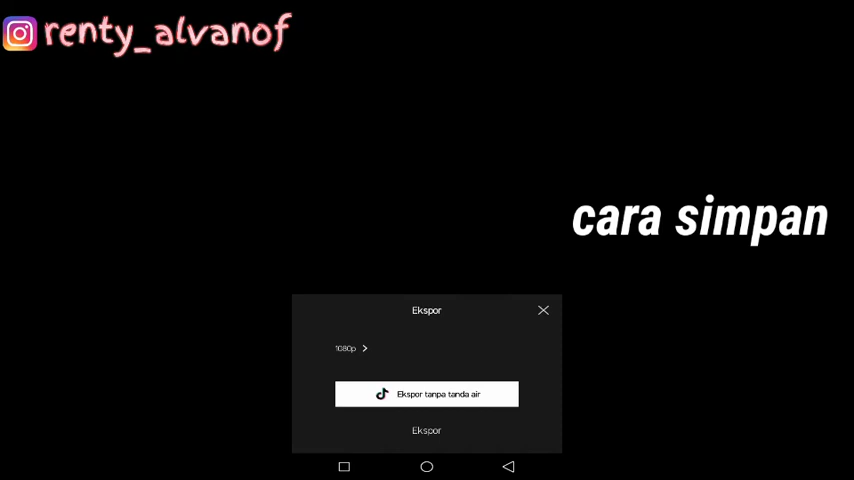 renty_alvanof
cara simpan
Ekspor
1080p
Ekspor tanpa tanda air
Ekspor